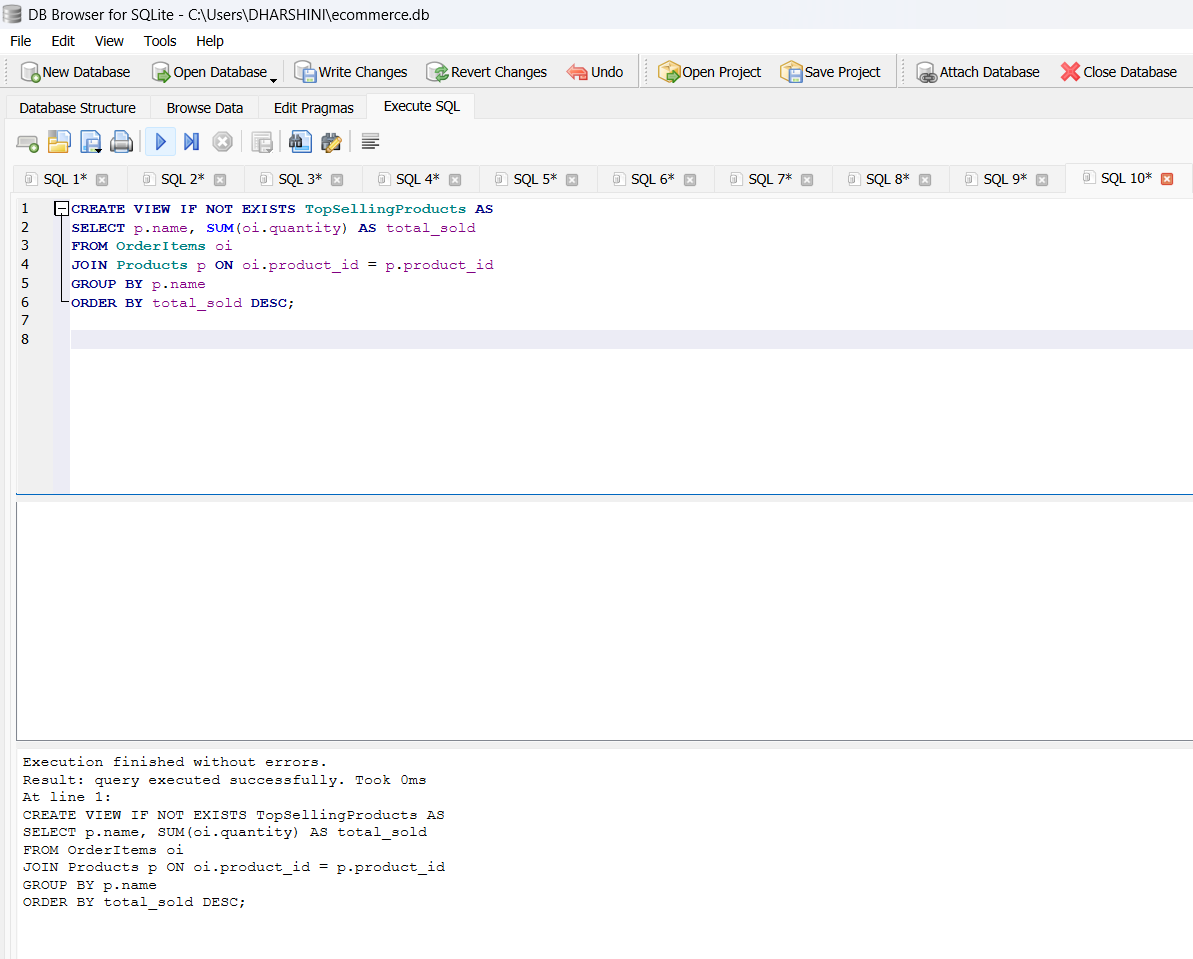 DB Browser for SQLite - C:\Users\DHARSHINI\ecommerce.db
File Edit View Tools Help
New Database Open Database Write Changes Revert Changes Undo Open Project Save Project Attach Database Close Database
Database Structure Browse Data Edit Pragmas Execute SQL
SQL 1* SQL 2* SQL 3* SQL 4* SQL 5* SQL 6* SQL 7* SQL 8* SQL 9* SQL 10*
1 CREATE VIEW IF NOT EXISTS TopSellingProducts AS
2 SELECT p.name, SUM(oi.quantity) AS total_sold
3 FROM OrderItems oi
4 JOIN Products p ON oi.product_id = p.product_id
5 GROUP BY p.name
6 ORDER BY total_sold DESC;
7
8
Execution finished without errors.
Result: query executed successfully. Took 0ms
At line 1:
CREATE VIEW IF NOT EXISTS TopSellingProducts AS
SELECT p.name, SUM(oi.quantity) AS total_sold
FROM OrderItems oi
JOIN Products p ON oi.product_id = p.product_id
GROUP BY p.name
ORDER BY total_sold DESC;